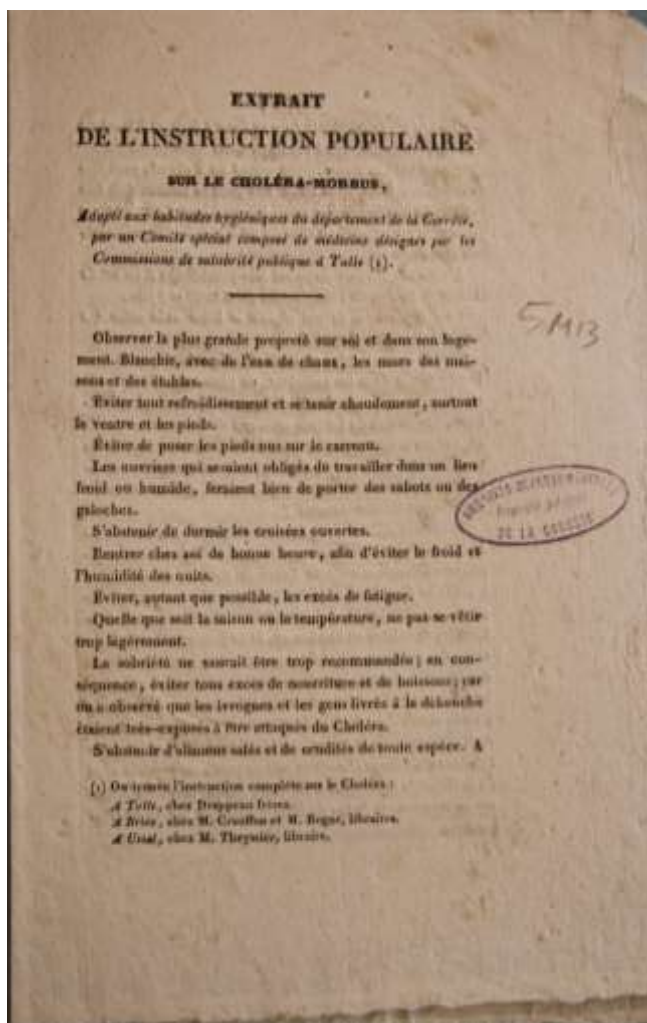 EXTRAIT
DE L'INSTRUCTION POPULAIRE
SUR LE CHOLÉRA-MORBUS,
Adapté aux habitudes hygiéniques du département de la Corrèze,
par un Comité spécial composé de médecins désignés par les
Commissions de salubrité publique à Tulle (1).
5 M13
Observer la plus grande propreté sur soi et dans son loge-
ment. Blanchir, avec de l'eau de chaux, les murs des mai-
sons et des étables.
Éviter tout refroidissement et se tenir chaudement, surtout
le ventre et les pieds.
Éviter de poser les pieds nus sur le carreau.
Les ouvriers qui seraient obligés de travailler dans un lieu
froid ou humide, feraient bien de porter des sabots ou des
galoches.
DE LA CORRÈZE
S'abstenir de dormir les croisées ouvertes.
Rentrer chez soi de bonne heure, afin d'éviter le froid et
l'humidité des nuits.
Éviter, autant que possible, les excès de fatigue.
Quelle que soit la saison ou la température, ne pas se vêtir
trop légèrement.
La sobriété ne saurait être trop recommandée; en con-
séquence, éviter tous excès de nourriture et de boissons; car
on a observé que les ivrognes et les gens livrés à la débauche
étaient très-exposés à être attaqués du Choléra.
S'abstenir d'alimens salés et de crudités de toute espèce. A
(1) On trouve l'instruction complète sur le Choléra :
A Tulle, chez Drappeau frères.
A Brive, chez M. et M. libraires.
A Ussel, chez M. libraire.